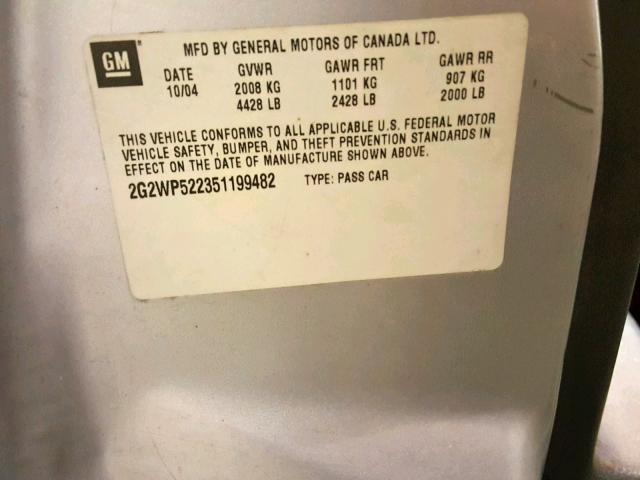 GM
MFD BY GENERAL MOTORS OF CANADA LTD.
DATE GVWR GAWR FRT GAWR RR
10/04 2008 KG 1101 KG 907 KG
4428 LB 2428 LB 2000 LB
THIS VEHICLE CONFORMS TO ALL APPLICABLE U.S. FEDERAL MOTOR
VEHICLE SAFETY, BUMPER, AND THEFT PREVENTION STANDARDS IN
EFFECT ON THE DATE OF MANUFACTURE SHOWN ABOVE.
2G2WP522351199482 TYPE: PASS CAR